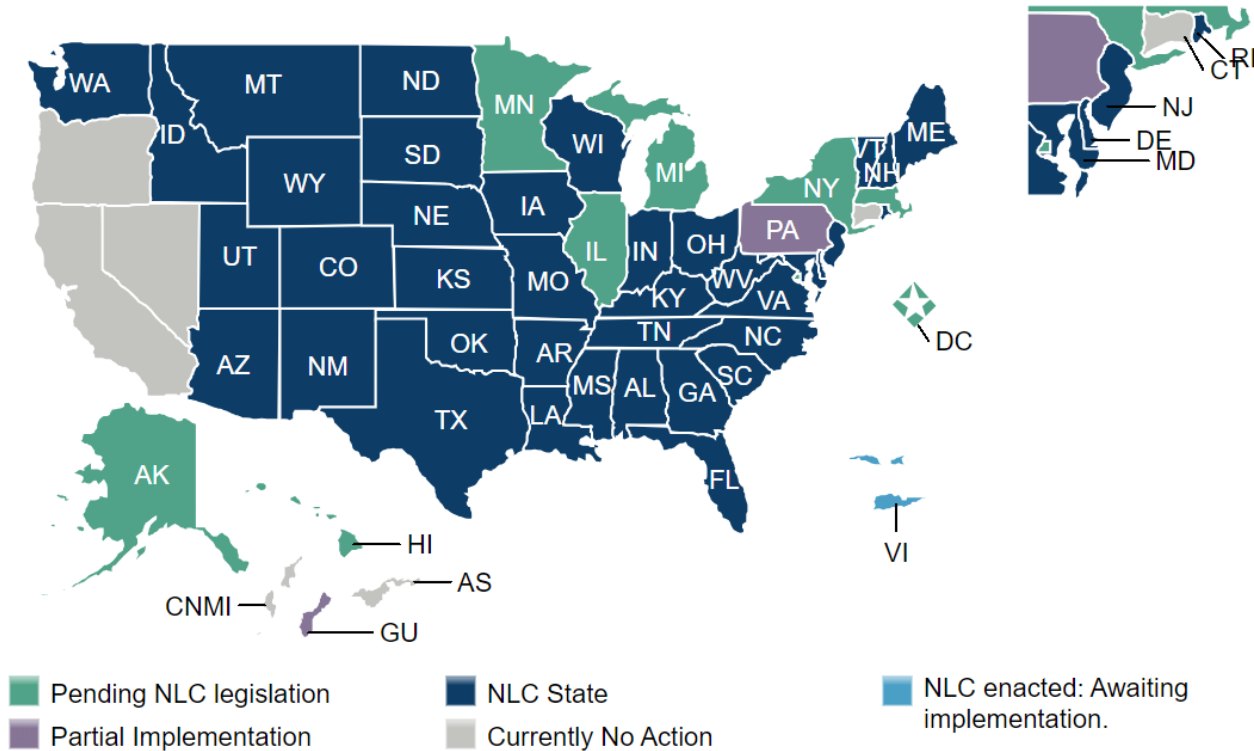 WA
MT
ND
MN
ID
SD
WI
MI
WY
NE
IA
NY
VT
NH
ME
PA
UT
CO
KS
MO
IL
IN
OH
WV
VA
KY
AZ
NM
OK
AR
TN
NC
SC
MS
AL
GA
TX
LA
FL
AK
HI
AS
CNMI
GU
VI
DC
RI
CT
NJ
DE
MD
Pending NLC legislation
Partial Implementation
NLC State
Currently No Action
NLC enacted: Awaiting
implementation.